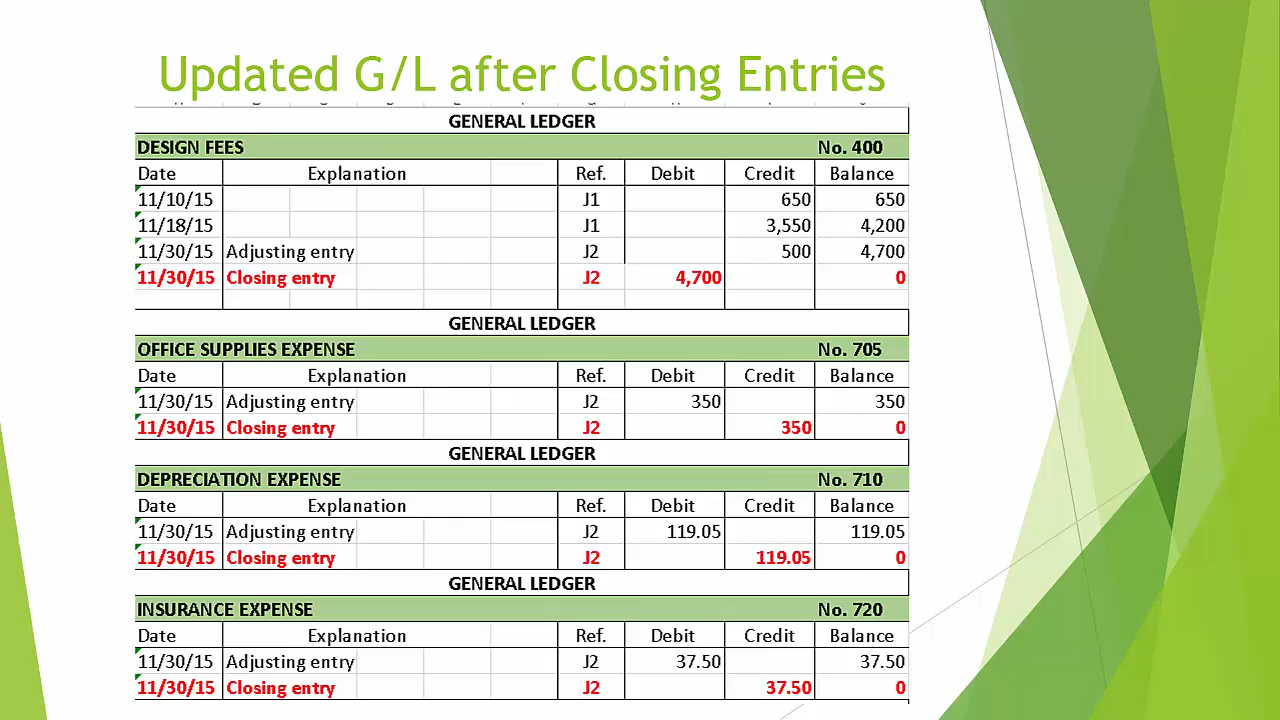 Updated G/L after Closing Entries
GENERAL LEDGER
DESIGN FEES No. 400
Date Explanation Ref. Debit Credit Balance
11/10/15 J1 650 650
11/18/15 J1 3,550 4,200
11/30/15 Adjusting entry J2 500 4,700
11/30/15 Closing entry J2 4,700 0
GENERAL LEDGER
OFFICE SUPPLIES EXPENSE No. 705
Date Explanation Ref. Debit Credit Balance
11/30/15 Adjusting entry J2 350 350
11/30/15 Closing entry J2 350 0
GENERAL LEDGER
DEPRECIATION EXPENSE No. 710
Date Explanation Ref. Debit Credit Balance
11/30/15 Adjusting entry J2 119.05 119.05
11/30/15 Closing entry J2 119.05 0
GENERAL LEDGER
INSURANCE EXPENSE No. 720
Date Explanation Ref. Debit Credit Balance
11/30/15 Adjusting entry J2 37.50 37.50
11/30/15 Closing entry J2 37.50 0